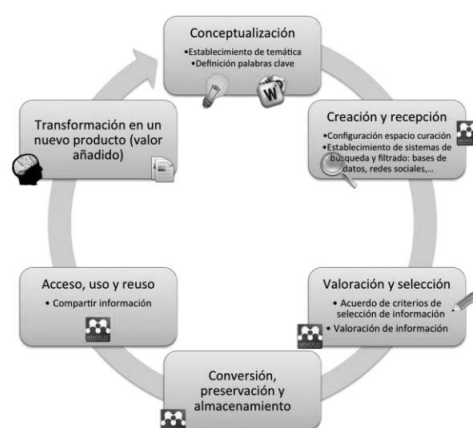 Conceptualización
•Establecimiento de temática
•Definición palabras clave
W
Creación y recepción
•Configuración espacio curación
•Establecimiento de sistemas de
búsqueda y filtrado: bases de
datos, redes sociales,...
Valoración y selección
• Acuerdo de criterios de
selección de información
• Valoración de información
Conversión,
preservación y
almacenamiento
Acceso, uso y reuso
• Compartir información
Transformación en un
nuevo producto (valor
añadido)